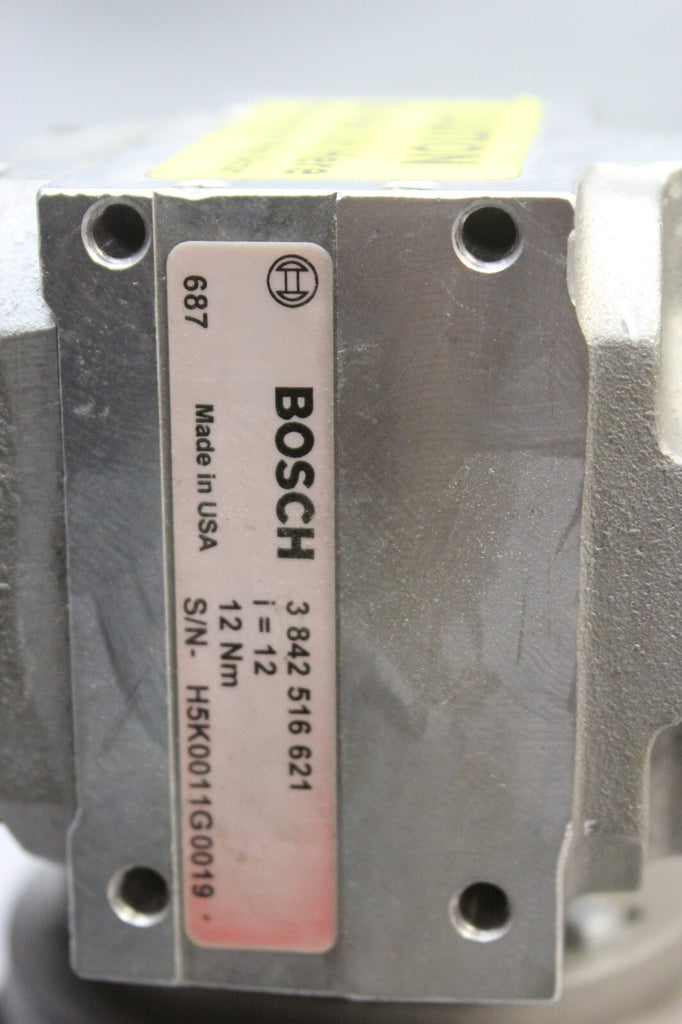 BOSCH
3 842 516 621
i = 12
12 Nm
687
Made in USA
S/N- H5K0011G0019